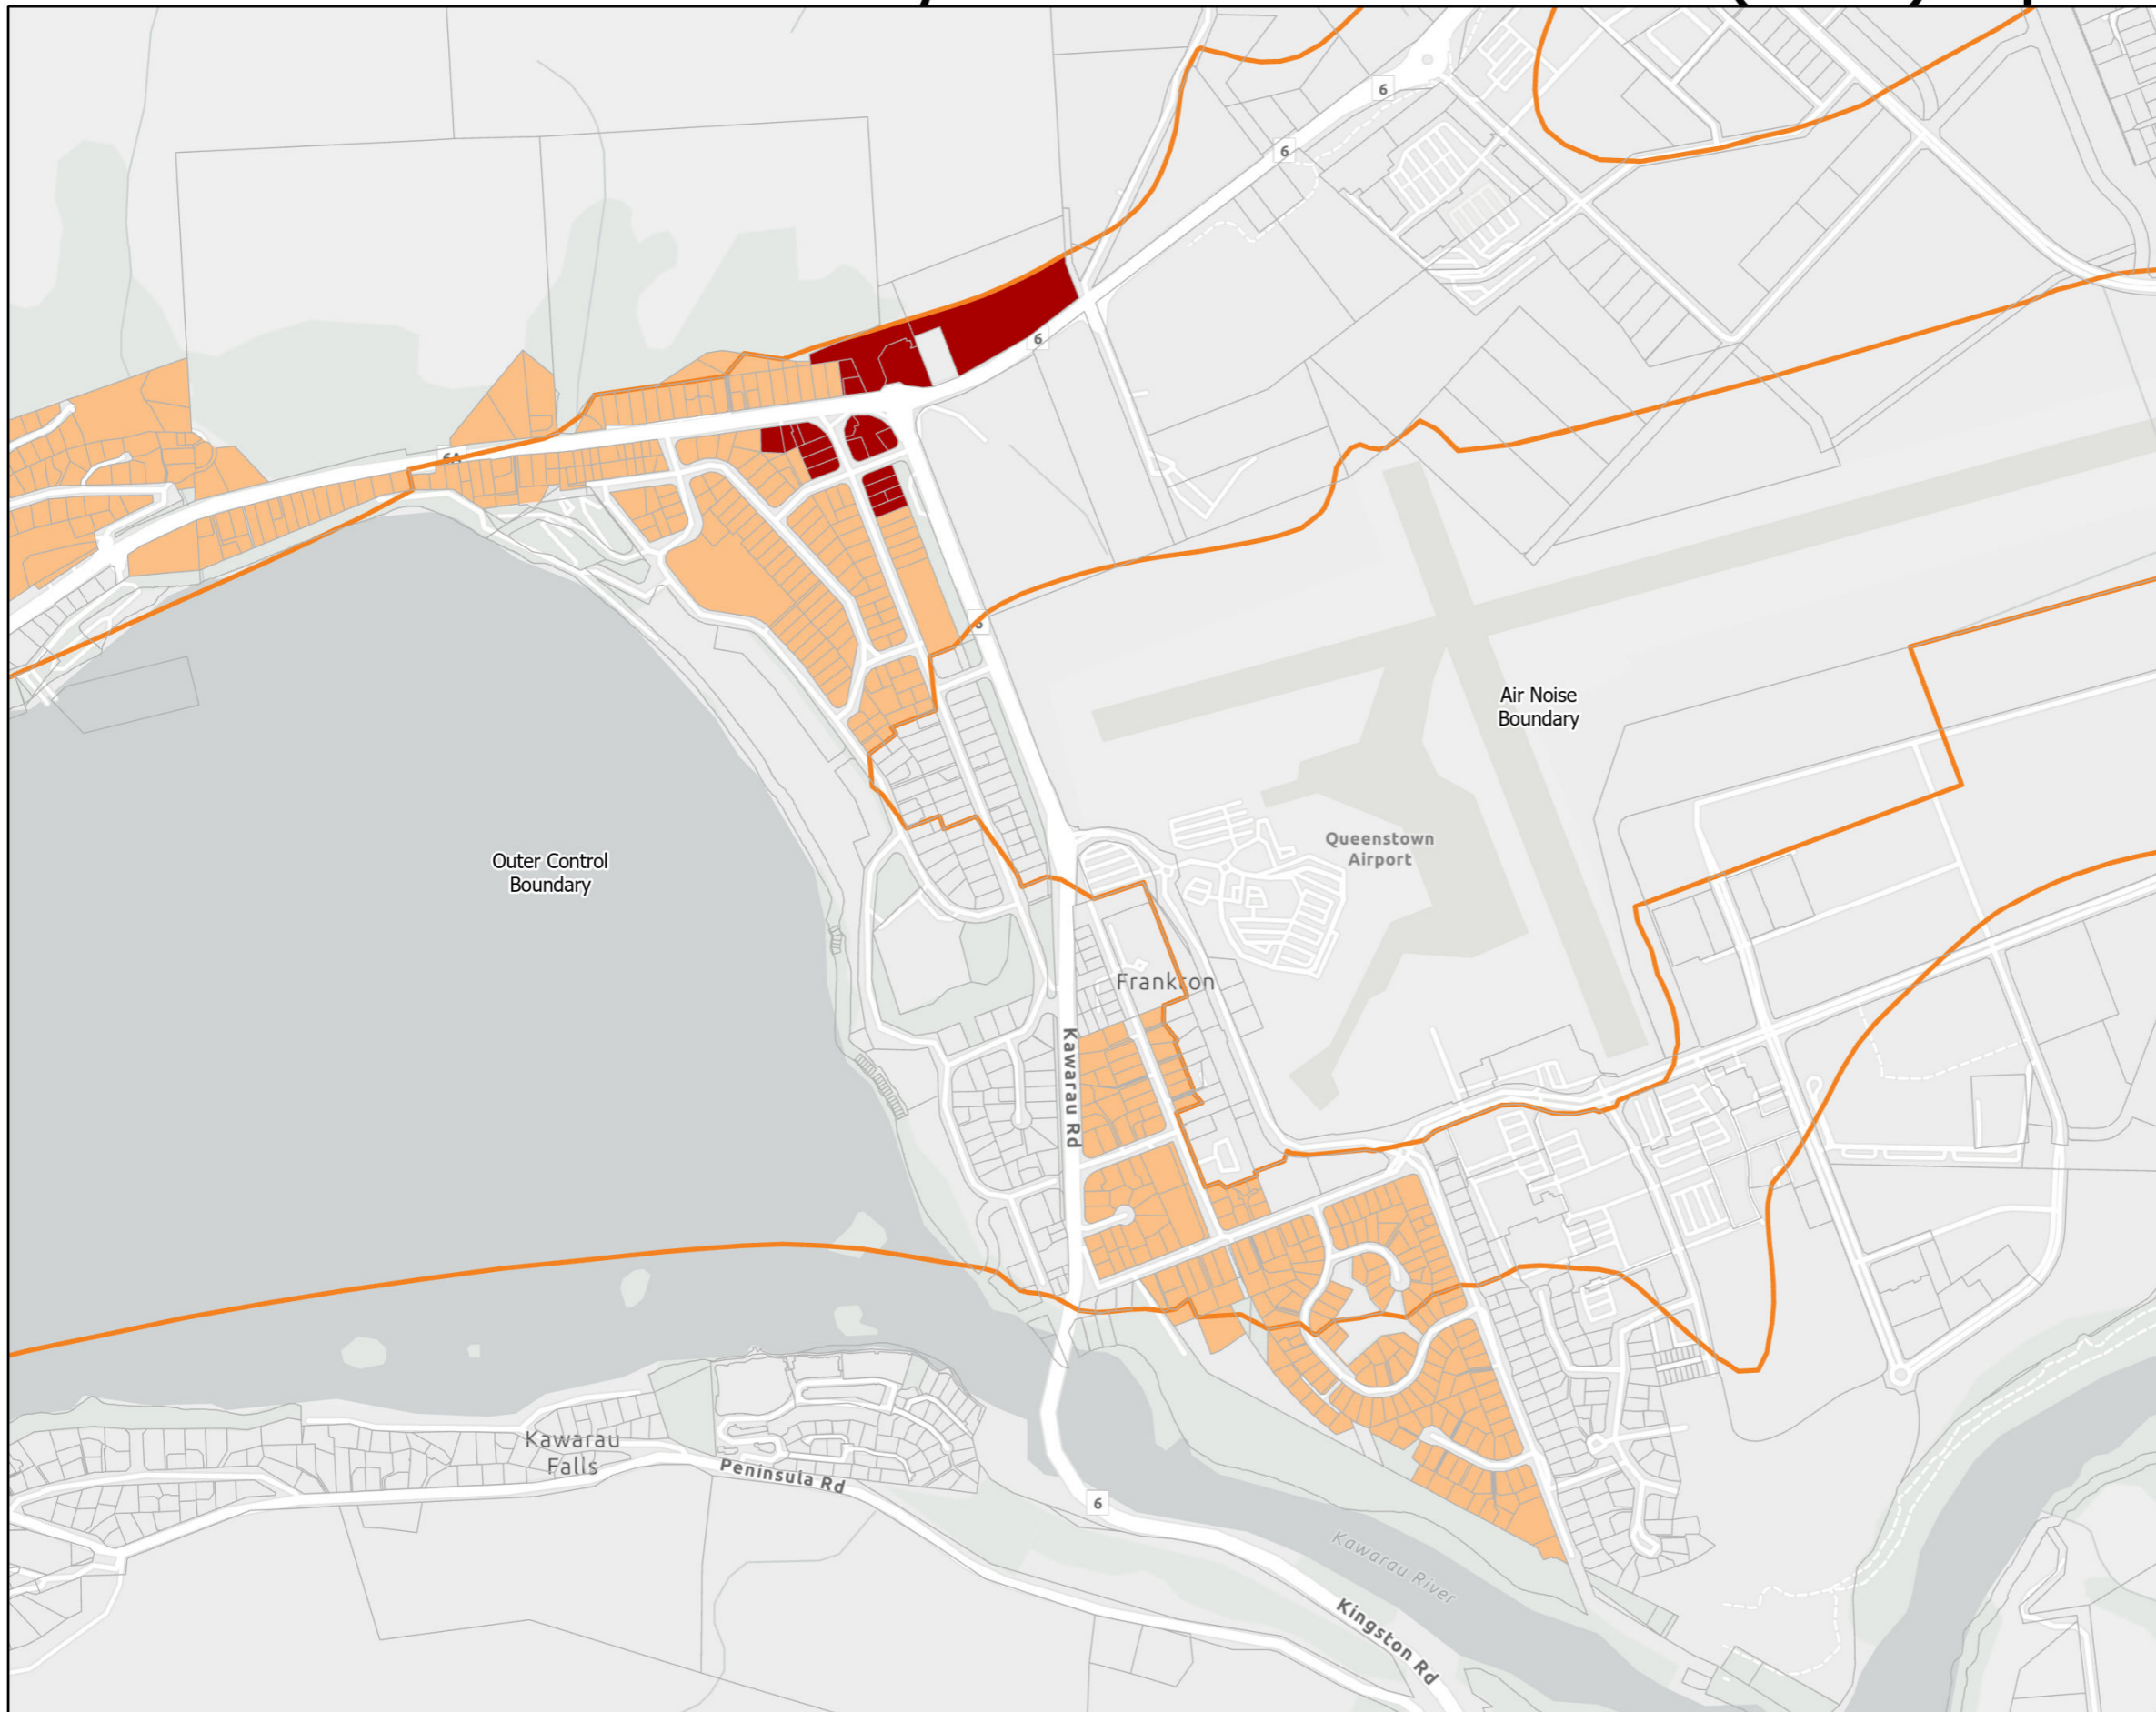 6
6
6
6A
6
Air Noise
Boundary
Queenstown
Airport
Outer Control
Boundary
Frankton
Kawarau Rd
Kawarau
Falls
Peninsula Rd
6
Kawarau River
Kingston Rd